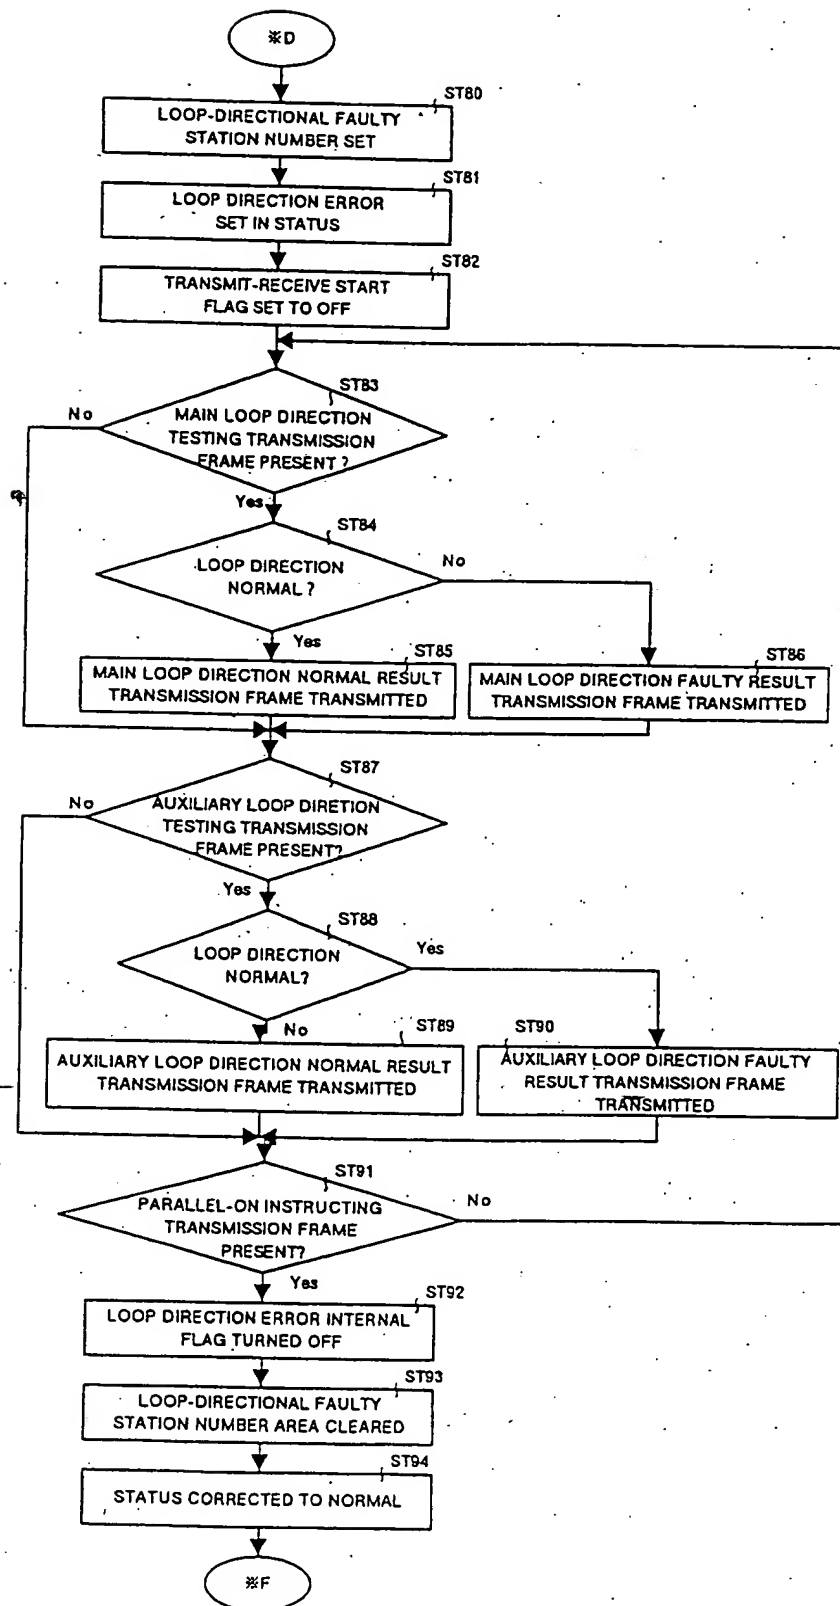 ※D
ST80
LOOP-DIRECTIONAL FAULTY
STATION NUMBER SET
ST81
LOOP DIRECTION ERROR
SET IN STATUS
ST82
TRANSMIT-RECEIVE START
FLAG SET TO OFF
ST83
No
MAIN LOOP DIRECTION
TESTING TRANSMISSION
FRAME PRESENT ?
Yes
ST84
LOOP DIRECTION
NORMAL ?
No
Yes
ST85
MAIN LOOP DIRECTION NORMAL RESULT
TRANSMISSION FRAME TRANSMITTED
ST86
MAIN LOOP DIRECTION FAULTY RESULT
TRANSMISSION FRAME TRANSMITTED
ST87
No
AUXILIARY LOOP DIRETION
TESTING TRANSMISSION
FRAME PRESENT?
Yes
ST88
LOOP DIRECTION
NORMAL?
Yes
No
ST89
AUXILIARY LOOP DIRECTION NORMAL RESULT
TRANSMISSION FRAME TRANSMITTED
ST90
AUXILIARY LOOP DIRECTION FAULTY
RESULT TRANSMISSION FRAME
TRANSMITTED
ST91
PARALLEL-ON INSTRUCTING
TRANSMISSION FRAME
PRESENT?
No
Yes
ST92
LOOP DIRECTION ERROR INTERNAL
FLAG TURNED OFF
ST93
LOOP-DIRECTIONAL FAULTY
STATION NUMBER AREA CLEARED
ST94
STATUS CORRECTED TO NORMAL
※F